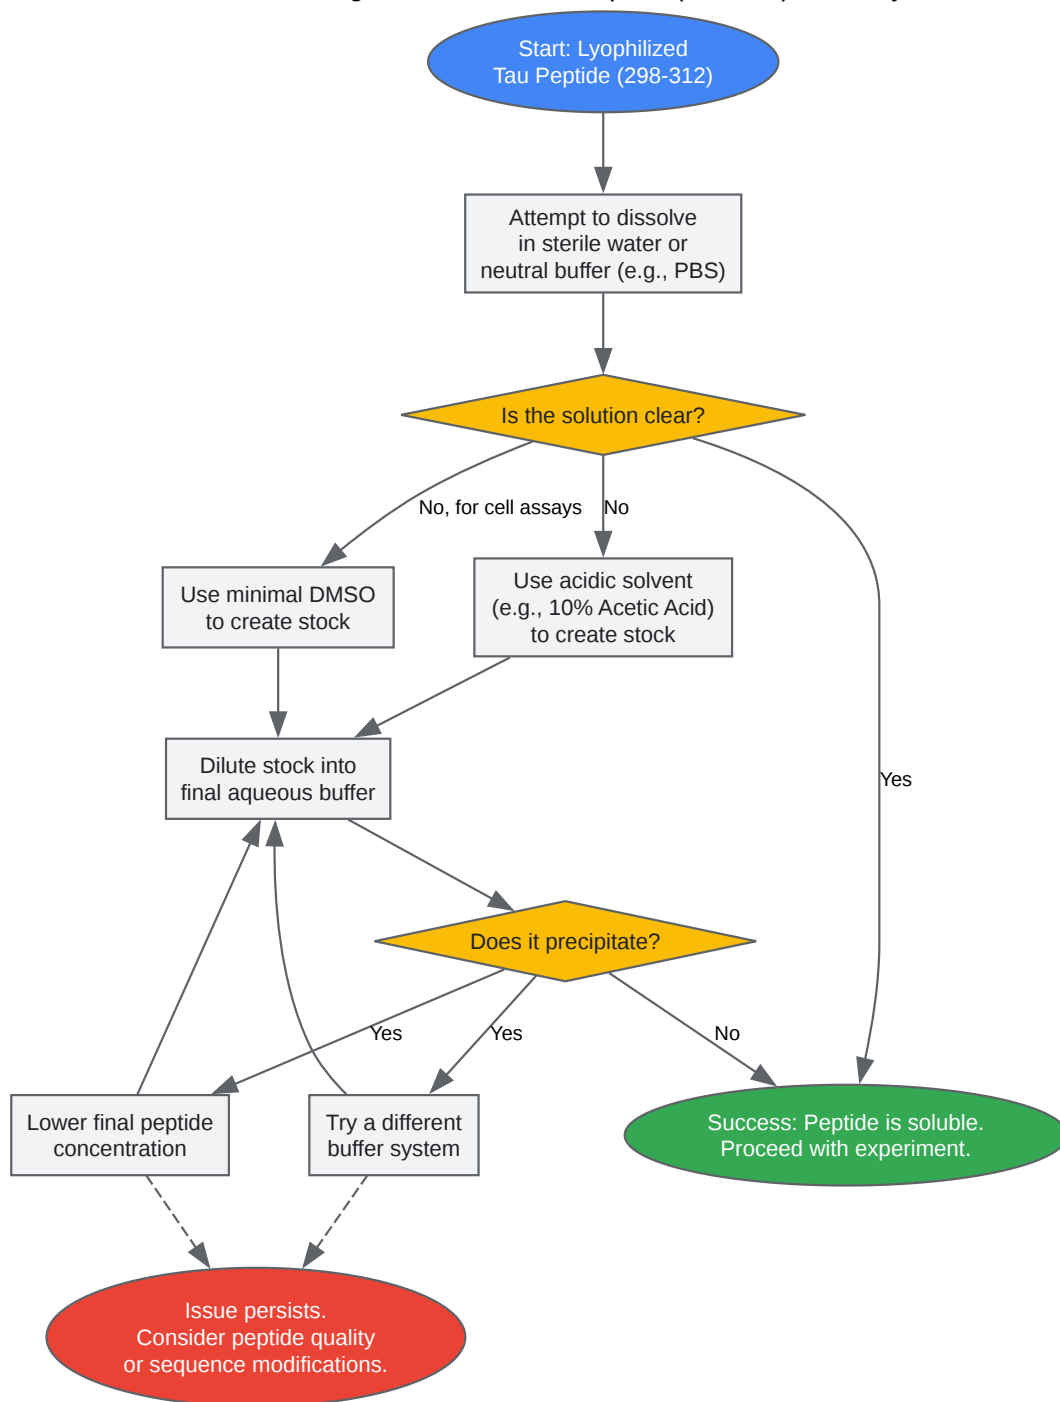 Start: Lyophilized
Tau Peptide (298-312)
Attempt to dissolve
in sterile water or
neutral buffer (e.g., PBS)
Is the solution clear?
No, for cell assays
No
Use minimal DMSO
to create stock
Use acidic solvent
(e.g., 10% Acetic Acid)
to create stock
Dilute stock into
final aqueous buffer
Yes
Does it precipitate?
Yes
Yes
No
Lower final peptide
concentration
Try a different
buffer system
Success: Peptide is soluble.
Proceed with experiment.
Issue persists.
Consider peptide quality
or sequence modifications.